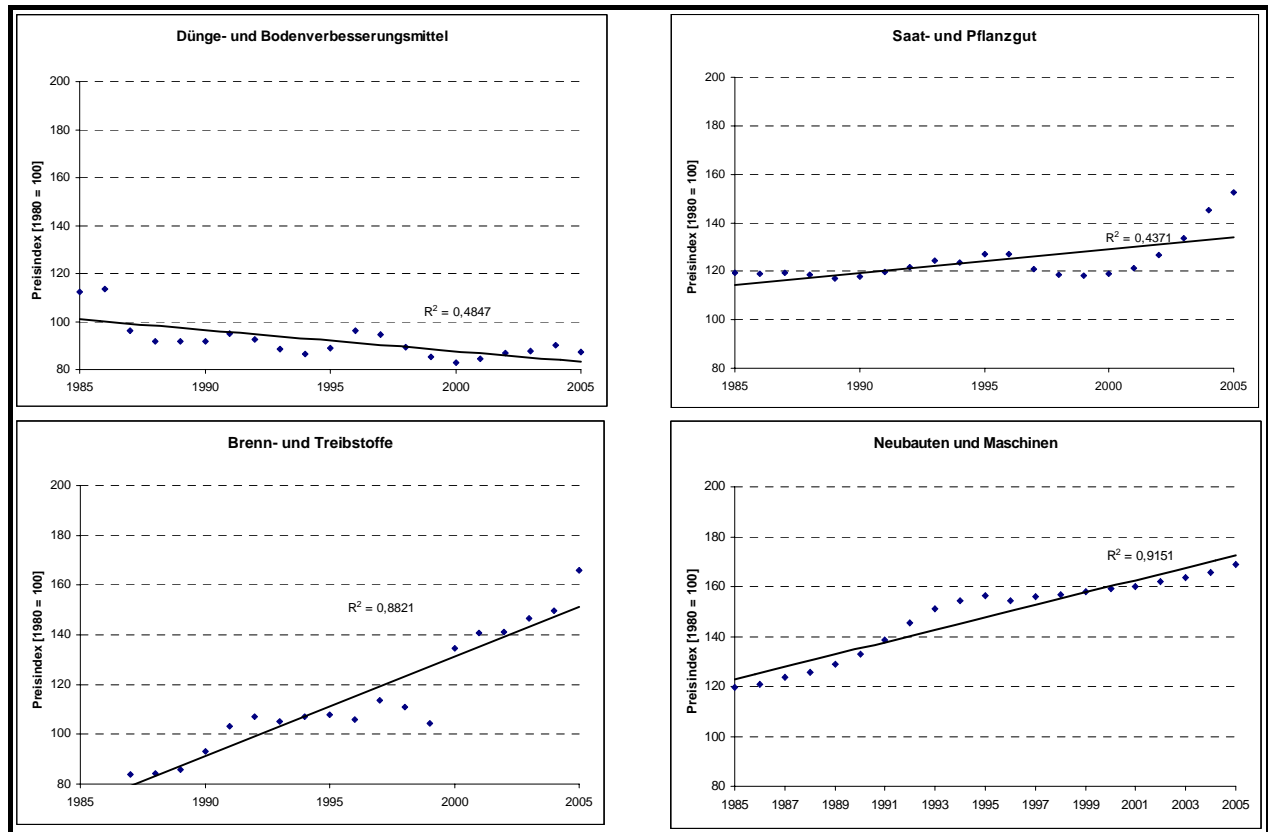 Dünge- und Bodenverbesserungsmittel
Preisindex [1980 = 100]
200
180
160
140
120
100
80
R² = 0,4847
1985 1990 1995 2000 2005
Saat- und Pflanzgut
Preisindex [1980 = 100]
200
180
160
140
120
100
80
R² = 0,4371
1985 1990 1995 2000 2005
Brenn- und Treibstoffe
Preisindex [1980 = 100]
200
180
160
140
120
100
80
R² = 0,8821
1985 1990 1995 2000 2005
Neubauten und Maschinen
Preisindex [1980 = 100]
200
180
160
140
120
100
80
R² = 0,9151
1985 1987 1989 1991 1993 1995 1997 1999 2001 2003 2005